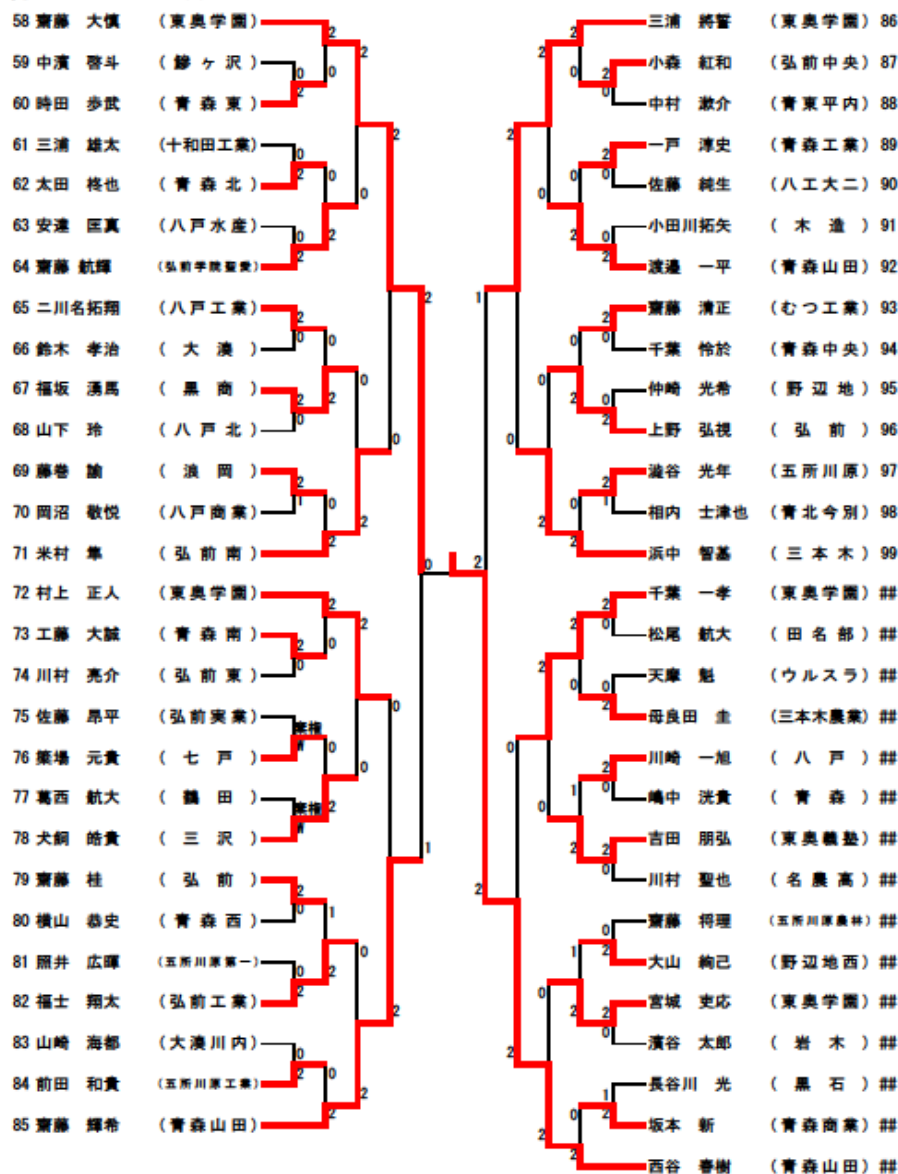 58 齋藤 大慎 (東奥学園)
59 中濱 啓斗 (鰺ヶ沢)
60 時田 歩武 (青森東)
61 三浦 雄太 (十和田工業)
62 太田 柊也 (青森北)
63 安達 匡真 (八戸水産)
64 齋藤 航輝 (弘前学院聖愛)
65 二川名拓翔 (八戸工業)
66 鈴木 孝治 (大湊)
67 福坂 湧馬 (黒商)
68 山下 玲 (八戸北)
69 藤巻 諭 (浪岡)
70 岡沼 敬悦 (八戸商業)
71 米村 隼 (弘前南)
72 村上 正人 (東奥学園)
73 工藤 大誠 (青森南)
74 川村 亮介 (弘前東)
75 佐藤 昂平 (弘前実業)
76 簗場 元貴 (七戸)
77 葛西 航大 (鶴田)
78 犬飼 皓貴 (三沢)
79 齋藤 桂 (弘前)
80 横山 恭史 (青森西)
81 照井 広暉 (五所川原第一)
82 福士 翔太 (弘前工業)
83 山崎 海都 (大湊川内)
84 前田 和貴 (五所川原工業)
85 齋藤 輝希 (青森山田)
三浦 將誓 (東奥学園) 86
小森 紅和 (弘前中央) 87
中村 漱介 (青東平内) 88
一戸 淳史 (青森工業) 89
佐藤 純生 (八工大二) 90
小田川拓矢 (木造) 91
渡邉 一平 (青森山田) 92
齋藤 清正 (むつ工業) 93
千葉 怜於 (青森中央) 94
仲崎 光希 (野辺地) 95
上野 弘視 (弘前) 96
澁谷 光年 (五所川原) 97
相内 士津也 (青北今別) 98
浜中 智基 (三本木) 99
千葉 一孝 (東奥学園) ##
松尾 航大 (田名部) ##
天摩 魁 (ウルスラ) ##
母良田 圭 (三本木農業) ##
川崎 一旭 (八戸) ##
嶋中 洸貴 (青森) ##
吉田 朋弘 (東奥義塾) ##
川村 聖也 (名農高) ##
齋藤 将理 (五所川原農林) ##
大山 絢己 (野辺地西) ##
宮城 吏応 (東奥学園) ##
濱谷 太郎 (岩木) ##
長谷川 光 (黒石) ##
坂本 新 (青森商業) ##
西谷 春樹 (青森山田) ##